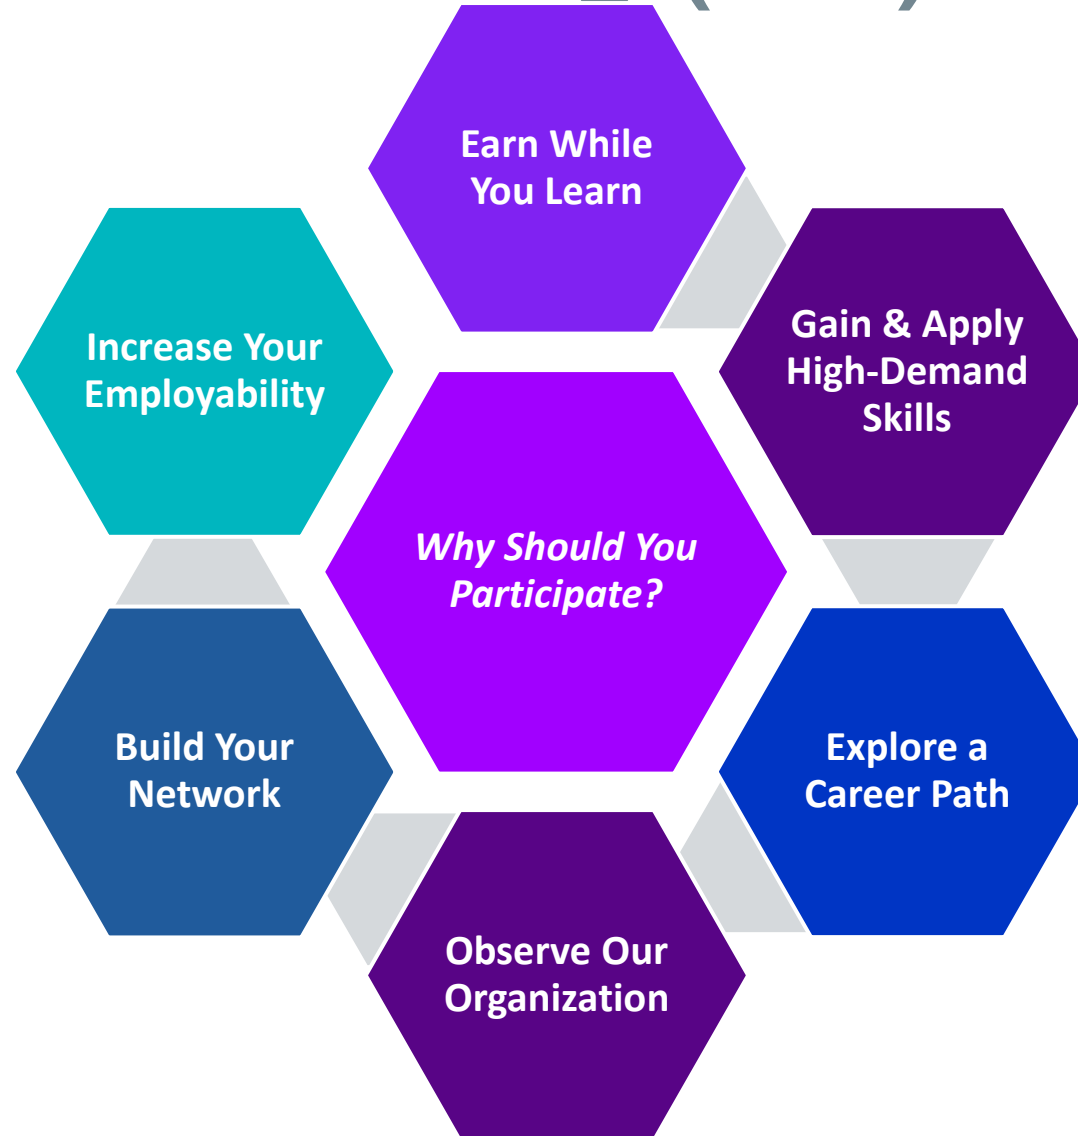 Earn While
You Learn
Gain & Apply
High-Demand
Skills
Explore a
Career Path
Observe Our
Organization
Build Your
Network
Increase Your
Employability
Why Should You
Participate?